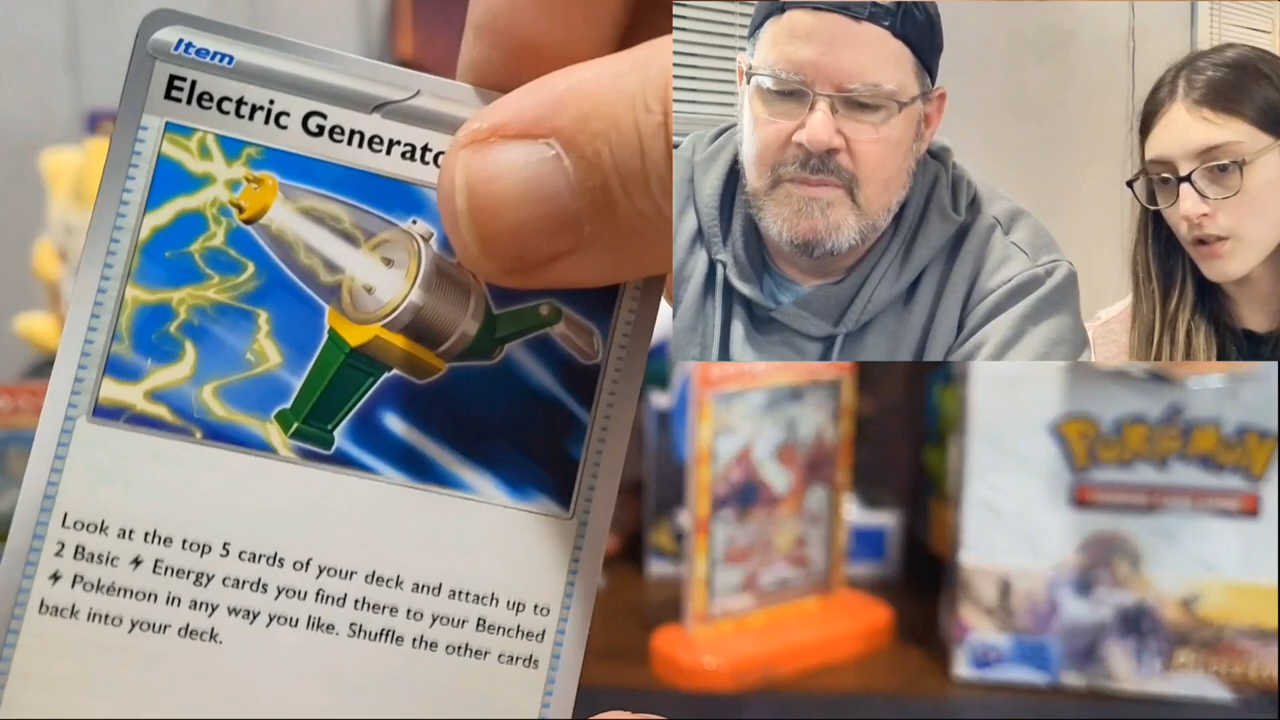 Item
Electric Generato
Look at the top 5 cards of your deck and attach up to
2 Basic Energy cards you find there to your Benched
Pokémon in any way you like. Shuffle the other cards
back into your deck.
POKéMON